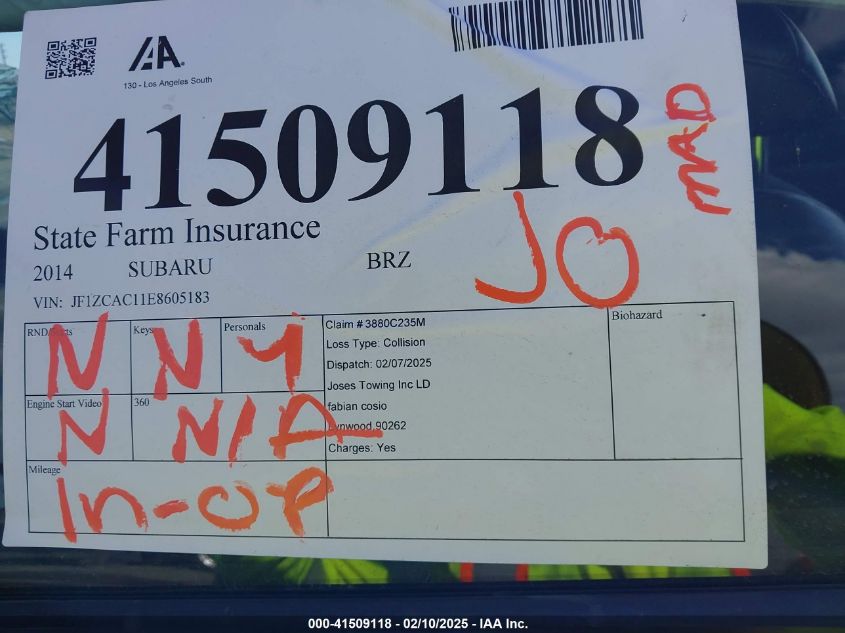 IAA.
130 - Los Angeles South
41509118
MAD
State Farm Insurance
JO
2014 SUBARU BRZ
VIN: JF1ZCAC11E8605183
Keys
Personals
N
N
Y
Claim # 3880C235M
Loss Type: Collision
Dispatch: 02/07/2025
Joses Towing Inc LD
fabian cosio
Lynwood,90262
Charges: Yes
Biohazard
Engine Start Video
360
N
N/A
Mileage
In-OP
000-41509118 - 02/10/2025 - IAA Inc.